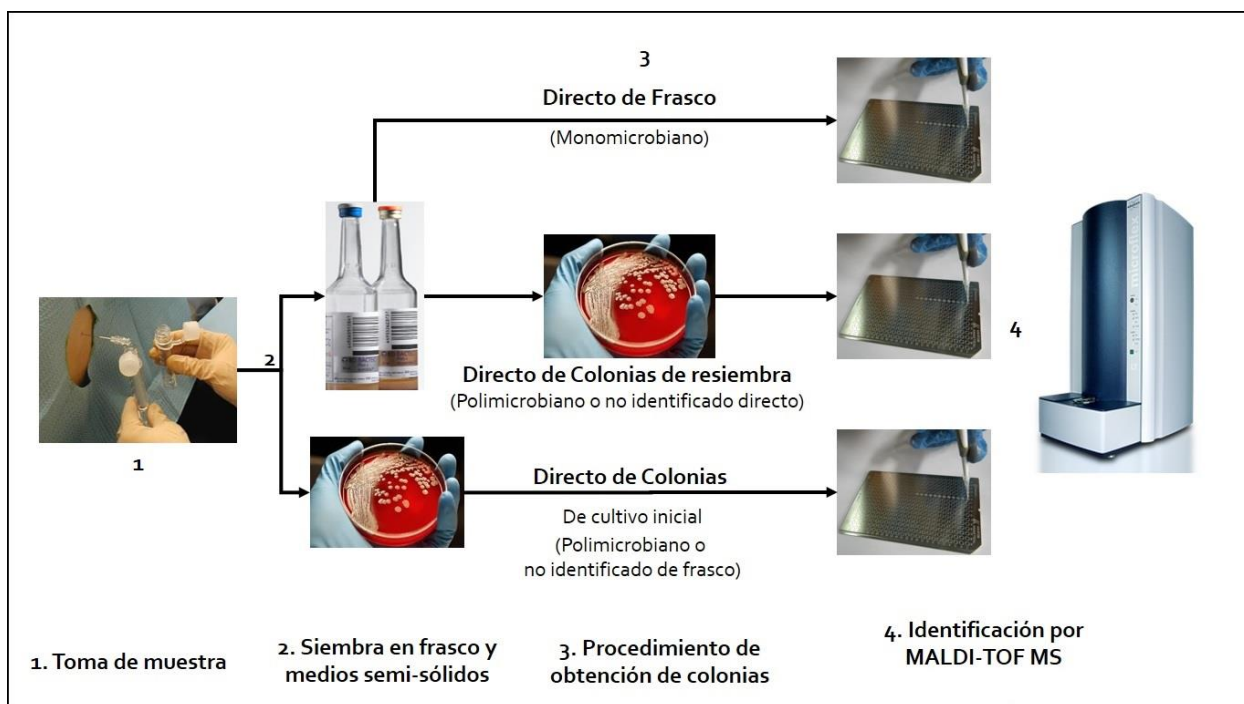 3
Directo de Frasco
(Monomicrobiano)
2
4
microflex
Directo de Colonias de resiembra
(Polimicrobiano o no identificado directo)
1
Directo de Colonias
De cultivo inicial
(Polimicrobiano o
no identificado de frasco)
1. Toma de muestra
2. Siembra en frasco y
medios semi-sólidos
3. Procedimiento de
obtención de colonias
4. Identificación por
MALDI-TOF MS